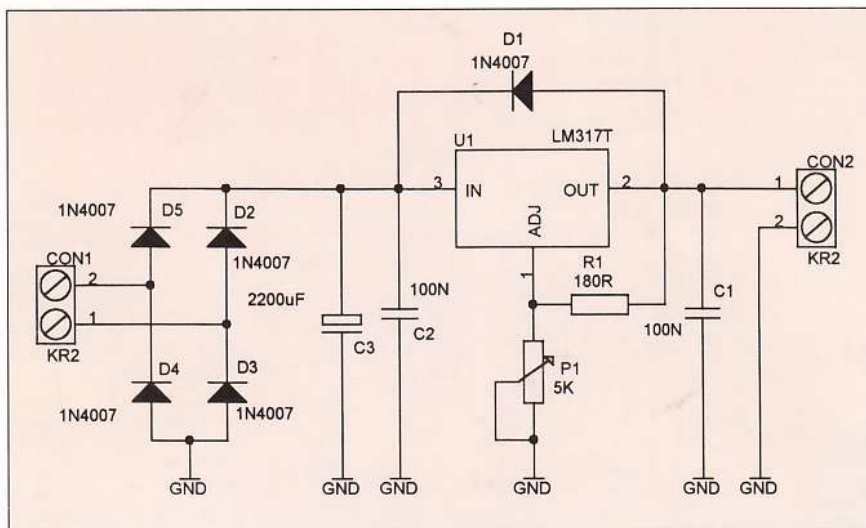 D1
1N4007
U1
LM317T
CON2
3
IN
OUT
2
1
1N4007
D5
D2
ADJ
2
CON1
1N4007
R1
KR2
2
2200uF
100N
1
180R
C1
1
C3
C2
100N
KR2
D4
D3
P1
5K
1N4007
1N4007
GND
GND
GND
GND
GND
GND